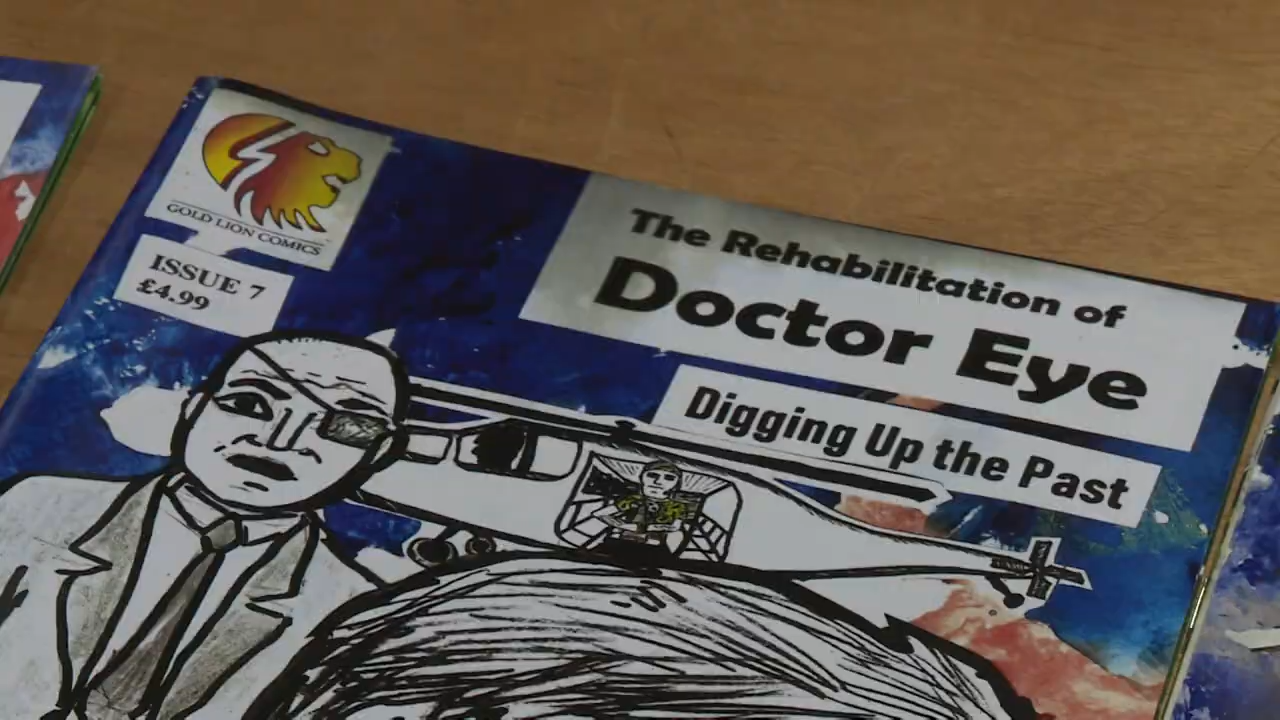 GOLD LION COMICS
ISSUE 7
£4.99
The Rehabilitation of
Doctor Eye
Digging Up the Past